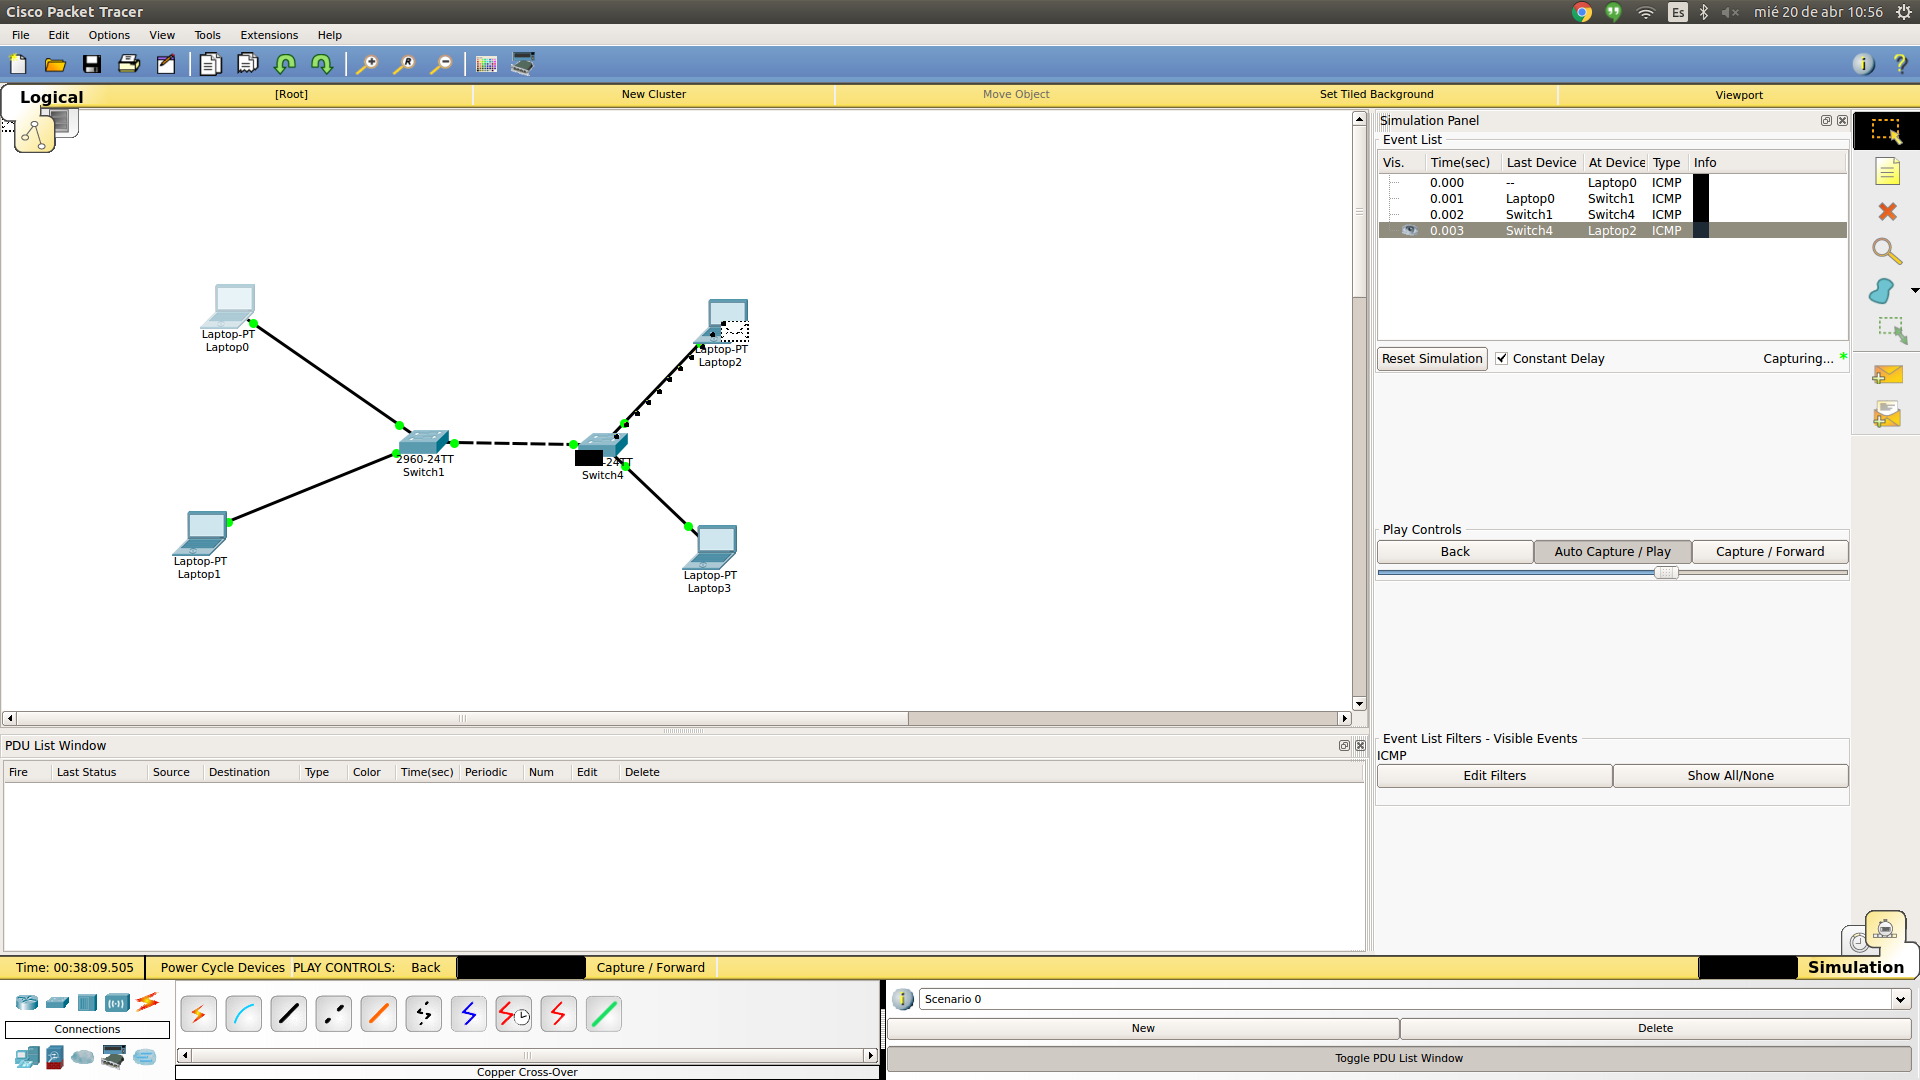 Cisco Packet Tracer
Es
mié 20 de abr 10:56
File Edit Options View Tools Extensions Help
Logical [Root] New Cluster Move Object Set Tiled Background Viewport
Simulation Panel
Event List
Vis. Time(sec) Last Device At Device Type Info
0.000 -- Laptop0 ICMP
0.001 Laptop0 Switch1 ICMP
0.002 Switch1 Switch4 ICMP
0.003 Switch4 Laptop2 ICMP
Reset Simulation Constant Delay Capturing... *
Laptop-PT
Laptop0
Laptop-PT
Laptop2
2960-24TT
Switch1
-24TT
Switch4
Laptop-PT
Laptop1
Laptop-PT
Laptop3
Play Controls
Back Auto Capture / Play Capture / Forward
Event List Filters - Visible Events
ICMP
Edit Filters Show All/None
PDU List Window
Fire Last Status Source Destination Type Color Time(sec) Periodic Num Edit Delete
Time: 00:38:09.505 Power Cycle Devices PLAY CONTROLS: Back Capture / Forward Simulation
Connections
Copper Cross-Over
Scenario 0
New Delete
Toggle PDU List Window